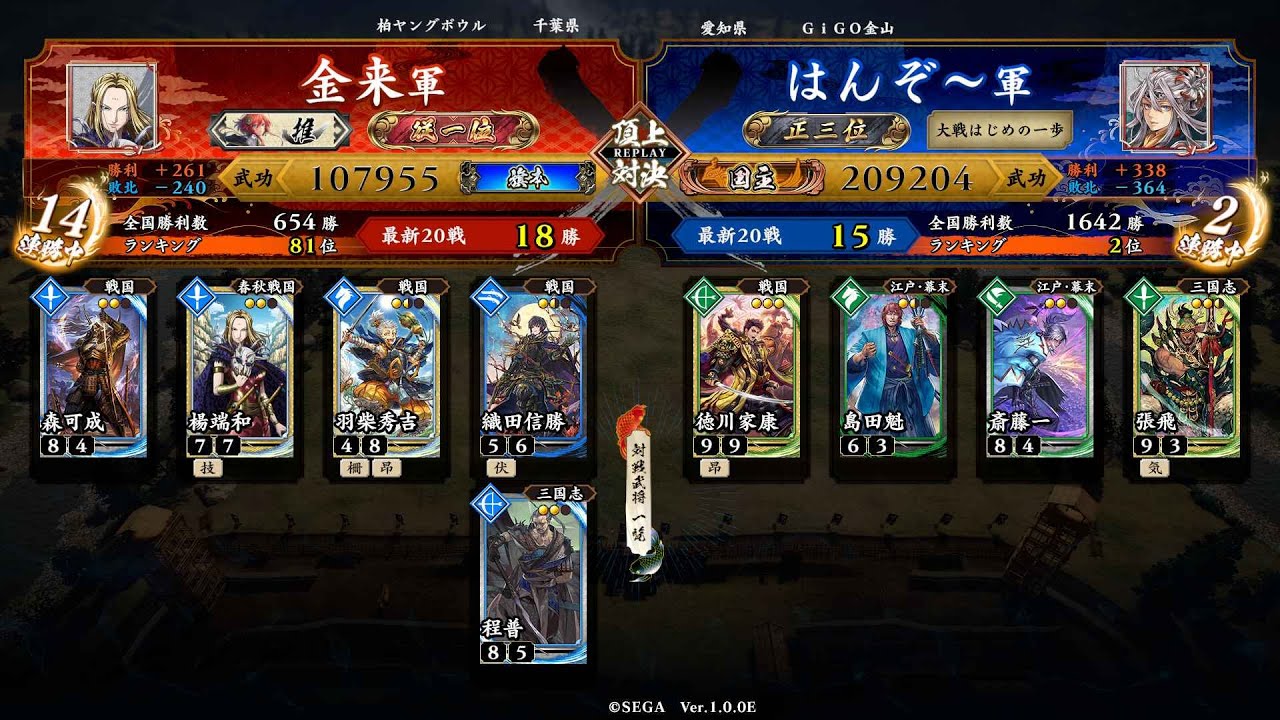 柏ヤングボウル 千葉県
愛知県 GiGO金山
金来軍
はんぞ～軍
推
従一位
正三位
大戦はじめの一歩
頂上
REPLAY
対決
勝利 +261
敗北 -240
武功 107955
旗本
国主
209204 武功
勝利 +338
敗北 -364
14
連勝中
全国勝利数 654勝
ランキング 81位
最新20戦 18勝
最新20戦 15勝
全国勝利数 1642勝
ランキング 2位
2
連勝中
戦国
森可成
8 4
春秋戦国
楊端和
7 7
技
戦国
羽柴秀吉
4 8
柵 昴
戦国
織田信勝
5 6
伏
三国志
程普
8 5
対戦武将一覧
戦国
徳川家康
9 9
昴
江戸・幕末
島田魁
6 3
江戸・幕末
斎藤一
8 4
三国志
張飛
9 3
気
©SEGA Ver.1.0.0E